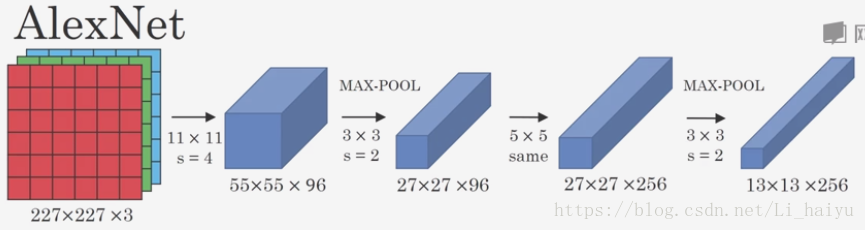 AlexNet
227×227 ×3
11 × 11
s = 4
55×55 × 96
MAX-POOL
3 × 3
s = 2
27×27 ×96
5 × 5
same
27×27 ×256
MAX-POOL
3 × 3
s = 2
13×13 ×256
https://blog.csdn.net/Li_haiyu